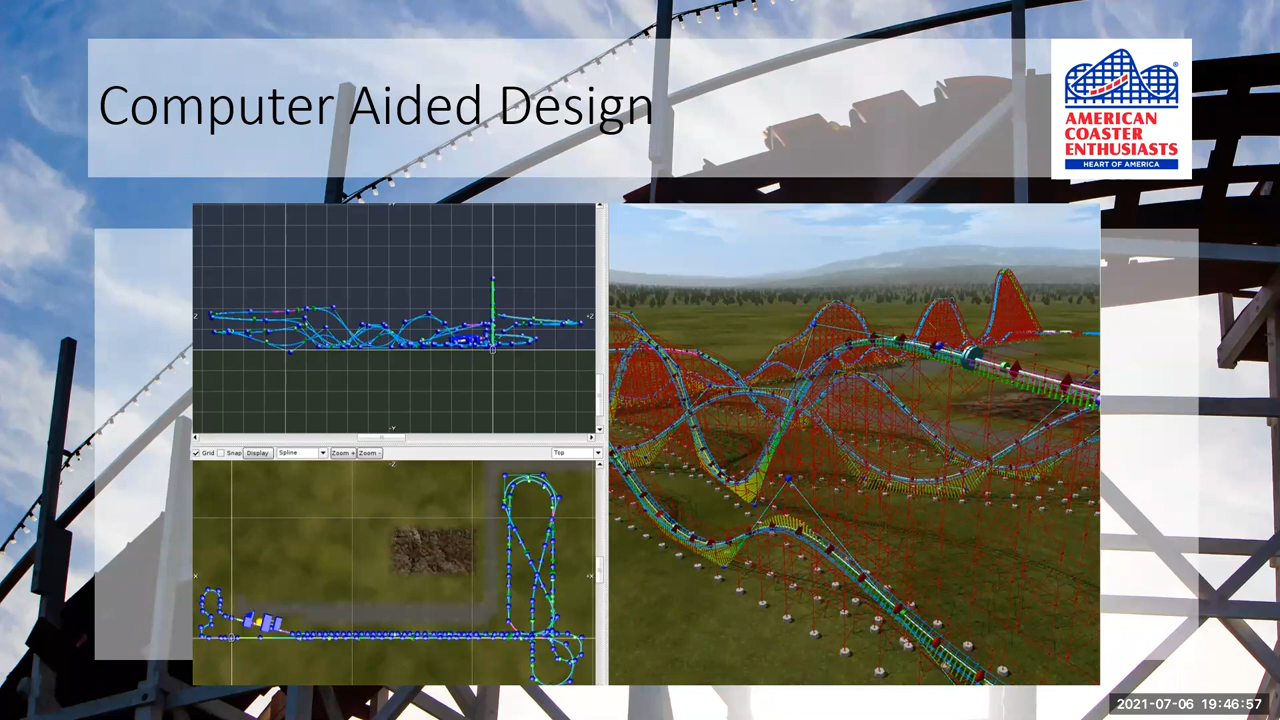 Computer Aided Design
AMERICAN
COASTER
ENTHUSIASTS
HEART OF AMERICA
Grid Snap Display Spline Zoom + Zoom - Top
2021-07-06 19:46:57